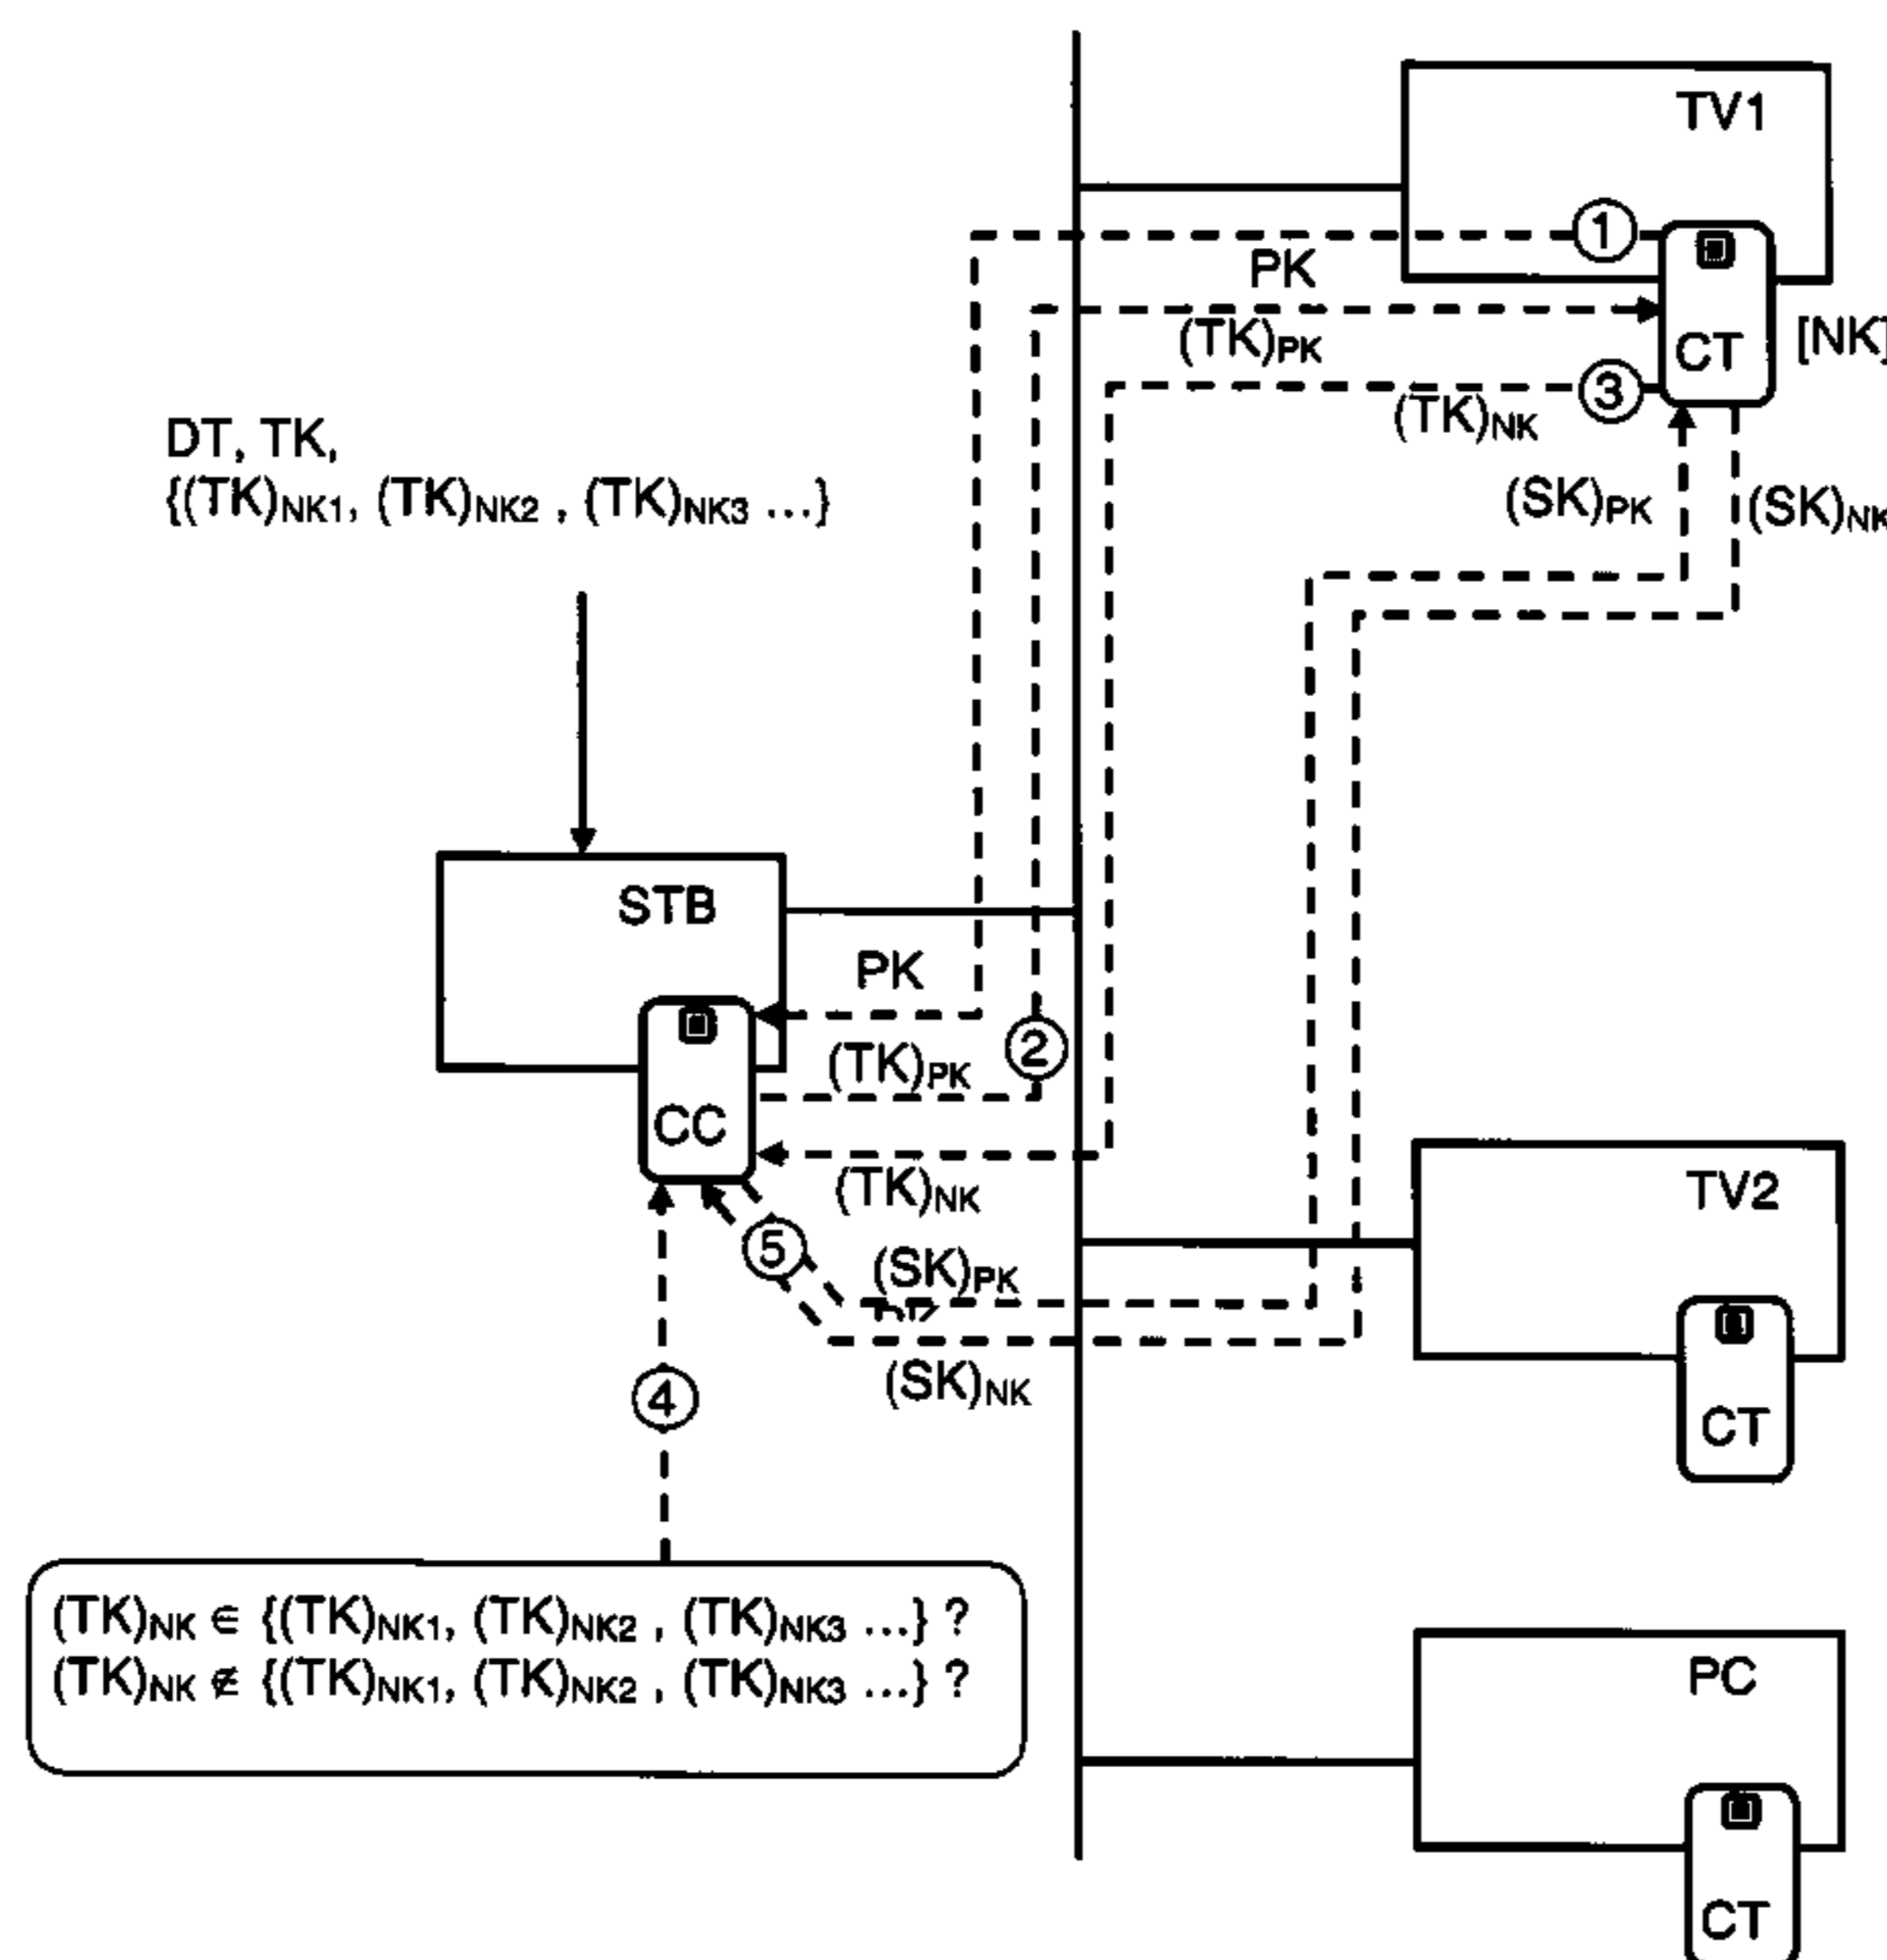 TV1
①
PK
(TK)PK
CT
[NK]
③
(TK)NK
DT, TK,
{(TK)NK1, (TK)NK2 , (TK)NK3 ...}
(SK)PK
(SK)NK
STB
PK
②
(TK)PK
CC
(TK)NK
TV2
⑤
(SK)PK
(SK)NK
④
CT
(TK)NK ∈ {(TK)NK1, (TK)NK2 , (TK)NK3 ...} ?
(TK)NK ∉ {(TK)NK1, (TK)NK2 , (TK)NK3 ...} ?
PC
CT